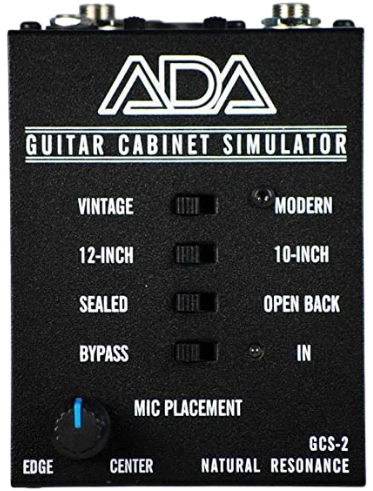 ADA
GUITAR CABINET SIMULATOR
VINTAGE MODERN
12-INCH 10-INCH
SEALED OPEN BACK
BYPASS IN
MIC PLACEMENT
GCS-2
EDGE CENTER NATURAL RESONANCE